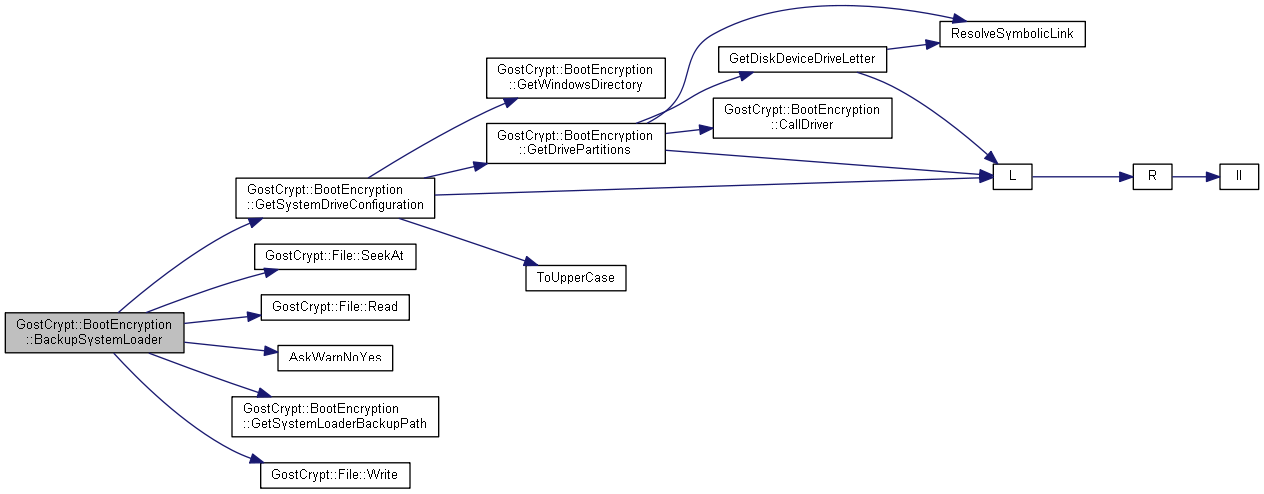 ResolveSymbolicLink
GetDiskDeviceDriveLetter
GostCrypt::BootEncryption
::GetWindowsDirectory
GostCrypt::BootEncryption
::CallDriver
GostCrypt::BootEncryption
::GetDrivePartitions
L
R
II
GostCrypt::BootEncryption
::GetSystemDriveConfiguration
GostCrypt::File::SeekAt
ToUpperCase
GostCrypt::File::Read
GostCrypt::BootEncryption
::BackupSystemLoader
AskWarnNoYes
GostCrypt::BootEncryption
::GetSystemLoaderBackupPath
GostCrypt::File::Write